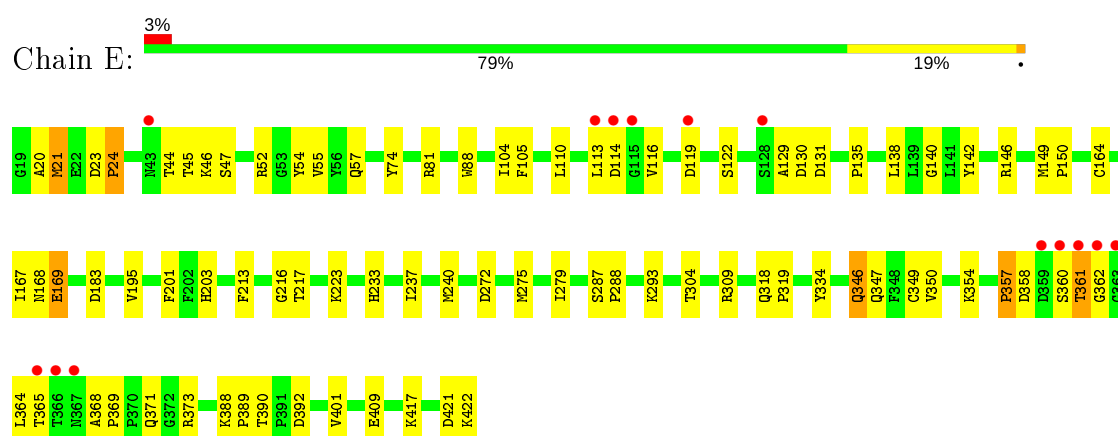 3%
Chain E:
79% 19% •
G19 A20 M21 E22 D23 P24 N43 T44 T45 K46 S47 R52 G53 Y54 V55 Y56 Q57 Y74 R81 W88 I104 F105 L110 L113 D114 G115 V116 D119 S122 S128 A129 D130 D131 P135 L138 L139 G140 L141 Y142 R146 M149 P150 C164
I167 N168 E169 D183 V195 F201 F202 H203 F213 G216 T217 K223 H233 I237 M240 D272 M275 I279 S287 P288 K293 T304 R309 Q318 P319 Y334 Q346 Q347 F348 C349 V350 K354 P357 D358 D359 S360 T361 G362 G363
L364 T365 T366 N367 A368 P369 P370 Q371 G372 R373 K388 P389 T390 P391 D392 V401 E409 K417 D421 K422